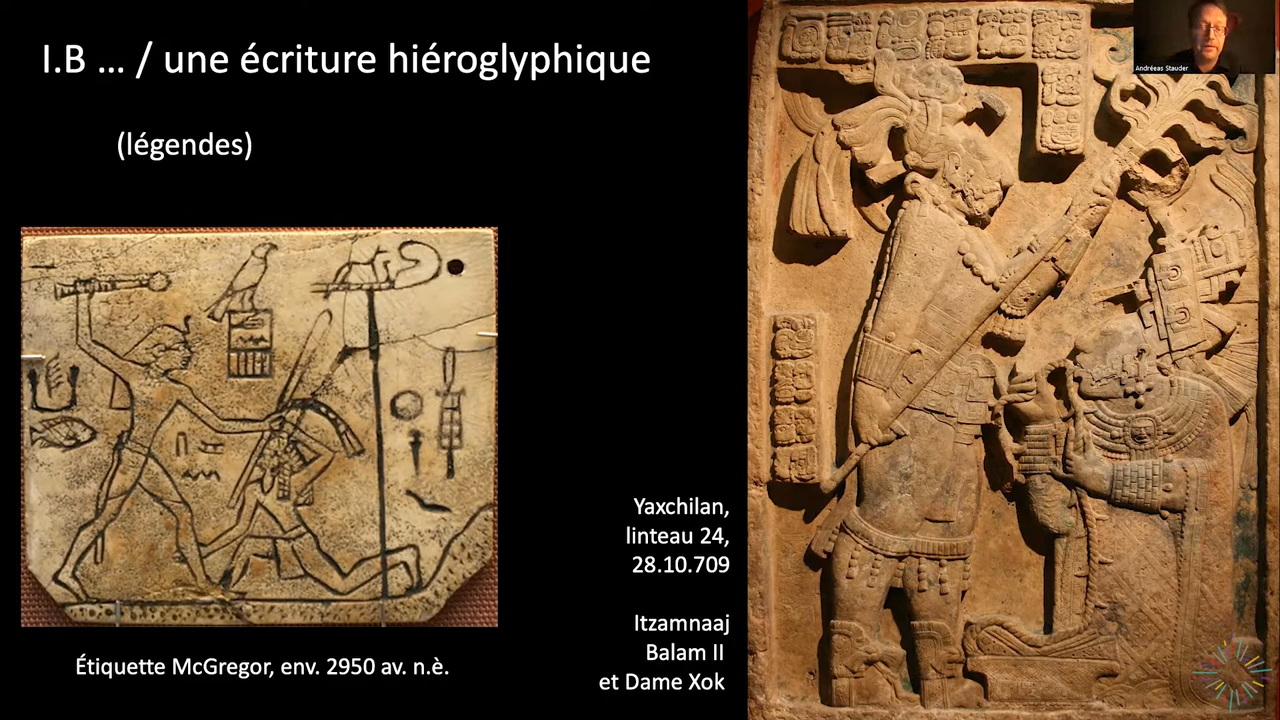 I.B ... / une écriture hiéroglyphique
(légendes)
Étiquette McGregor, env. 2950 av. n.è.
Yaxchilan,
linteau 24,
28.10.709
Itzamnaaj
Balam II
et Dame Xok
Andréeas Stauder